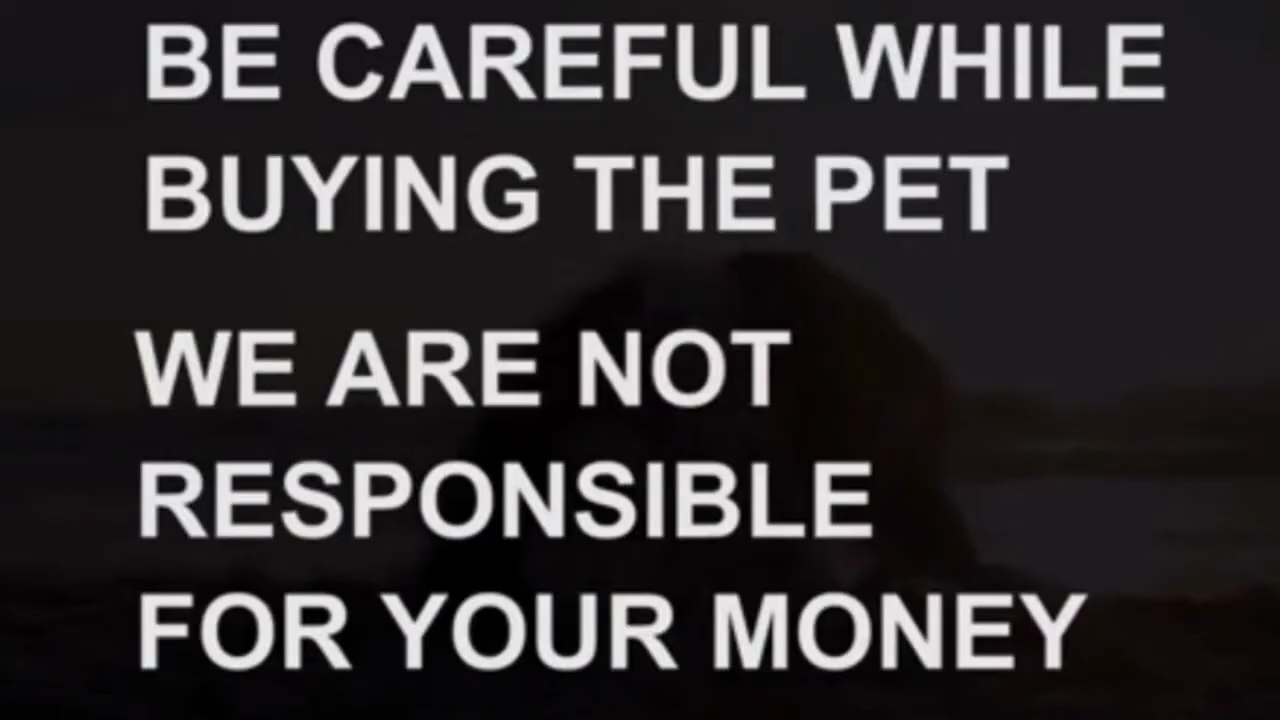 BE CAREFUL WHILE
BUYING THE PET
WE ARE NOT
RESPONSIBLE
FOR YOUR MONEY